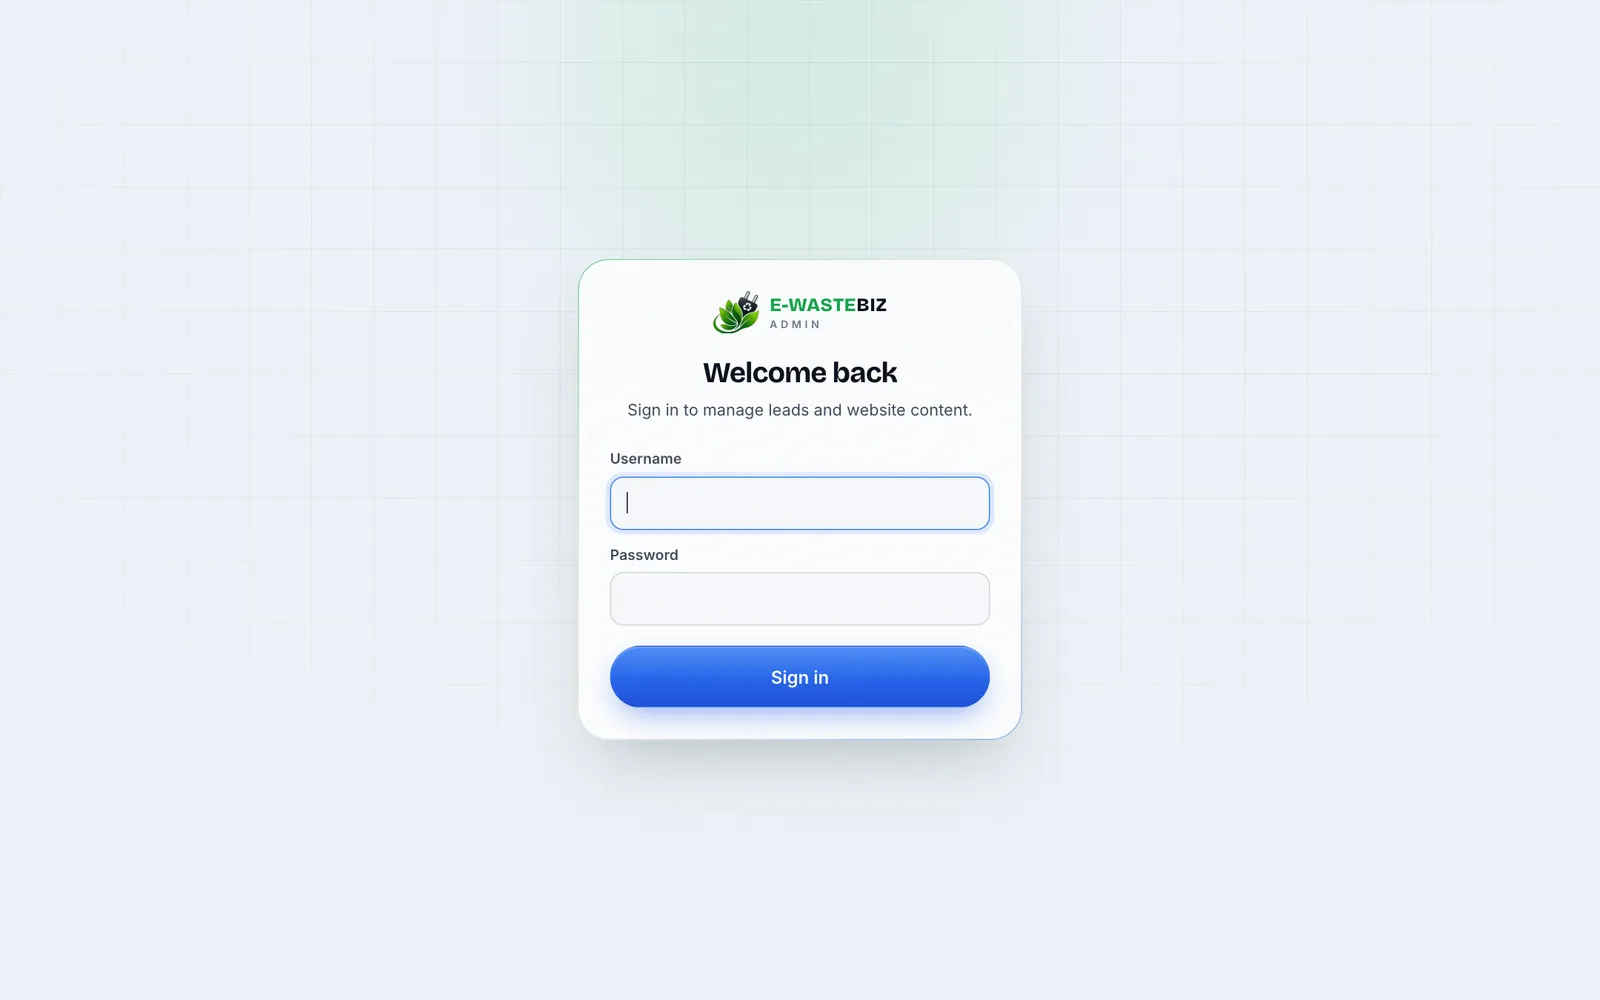 E-WASTEBIZ
ADMIN
Welcome back
Sign in to manage leads and website content.
Username
Password
Sign in